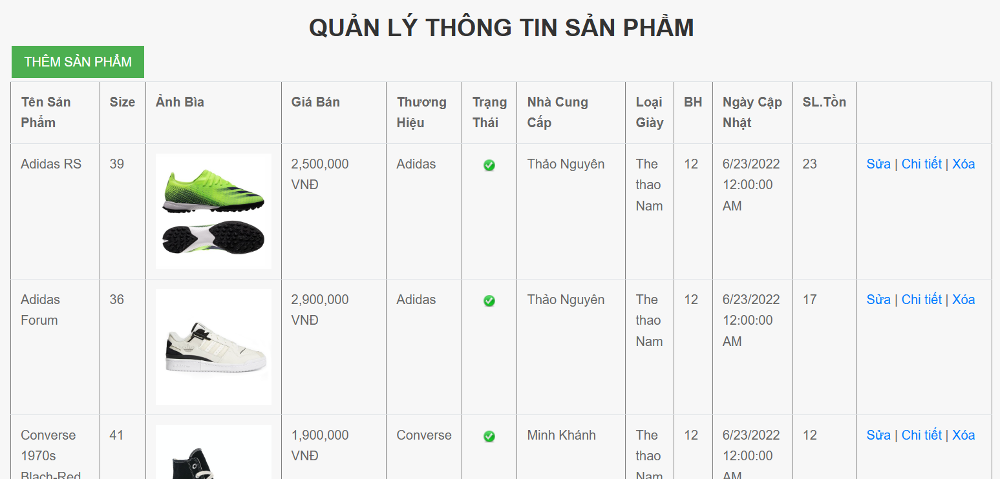 QUẢN LÝ THÔNG TIN SẢN PHẨM
THÊM SẢN PHẨM
Tên Sản Phẩm Size Ảnh Bìa Giá Bán Thương Hiệu Trạng Thái Nhà Cung Cấp Loại Giày BH Ngày Cập Nhật SL.Tồn
Adidas RS 39 2,500,000 VNĐ Adidas Thảo Nguyên The thao Nam 12 6/23/2022 12:00:00 AM 23 Sửa | Chi tiết | Xóa
Adidas Forum 36 2,900,000 VNĐ Adidas Thảo Nguyên The thao Nam 12 6/23/2022 12:00:00 AM 17 Sửa | Chi tiết | Xóa
Converse 1970s Blach-Red 41 1,900,000 VNĐ Converse Minh Khánh The thao Nam 12 6/23/2022 12:00:00 AM 12 Sửa | Chi tiết | Xóa